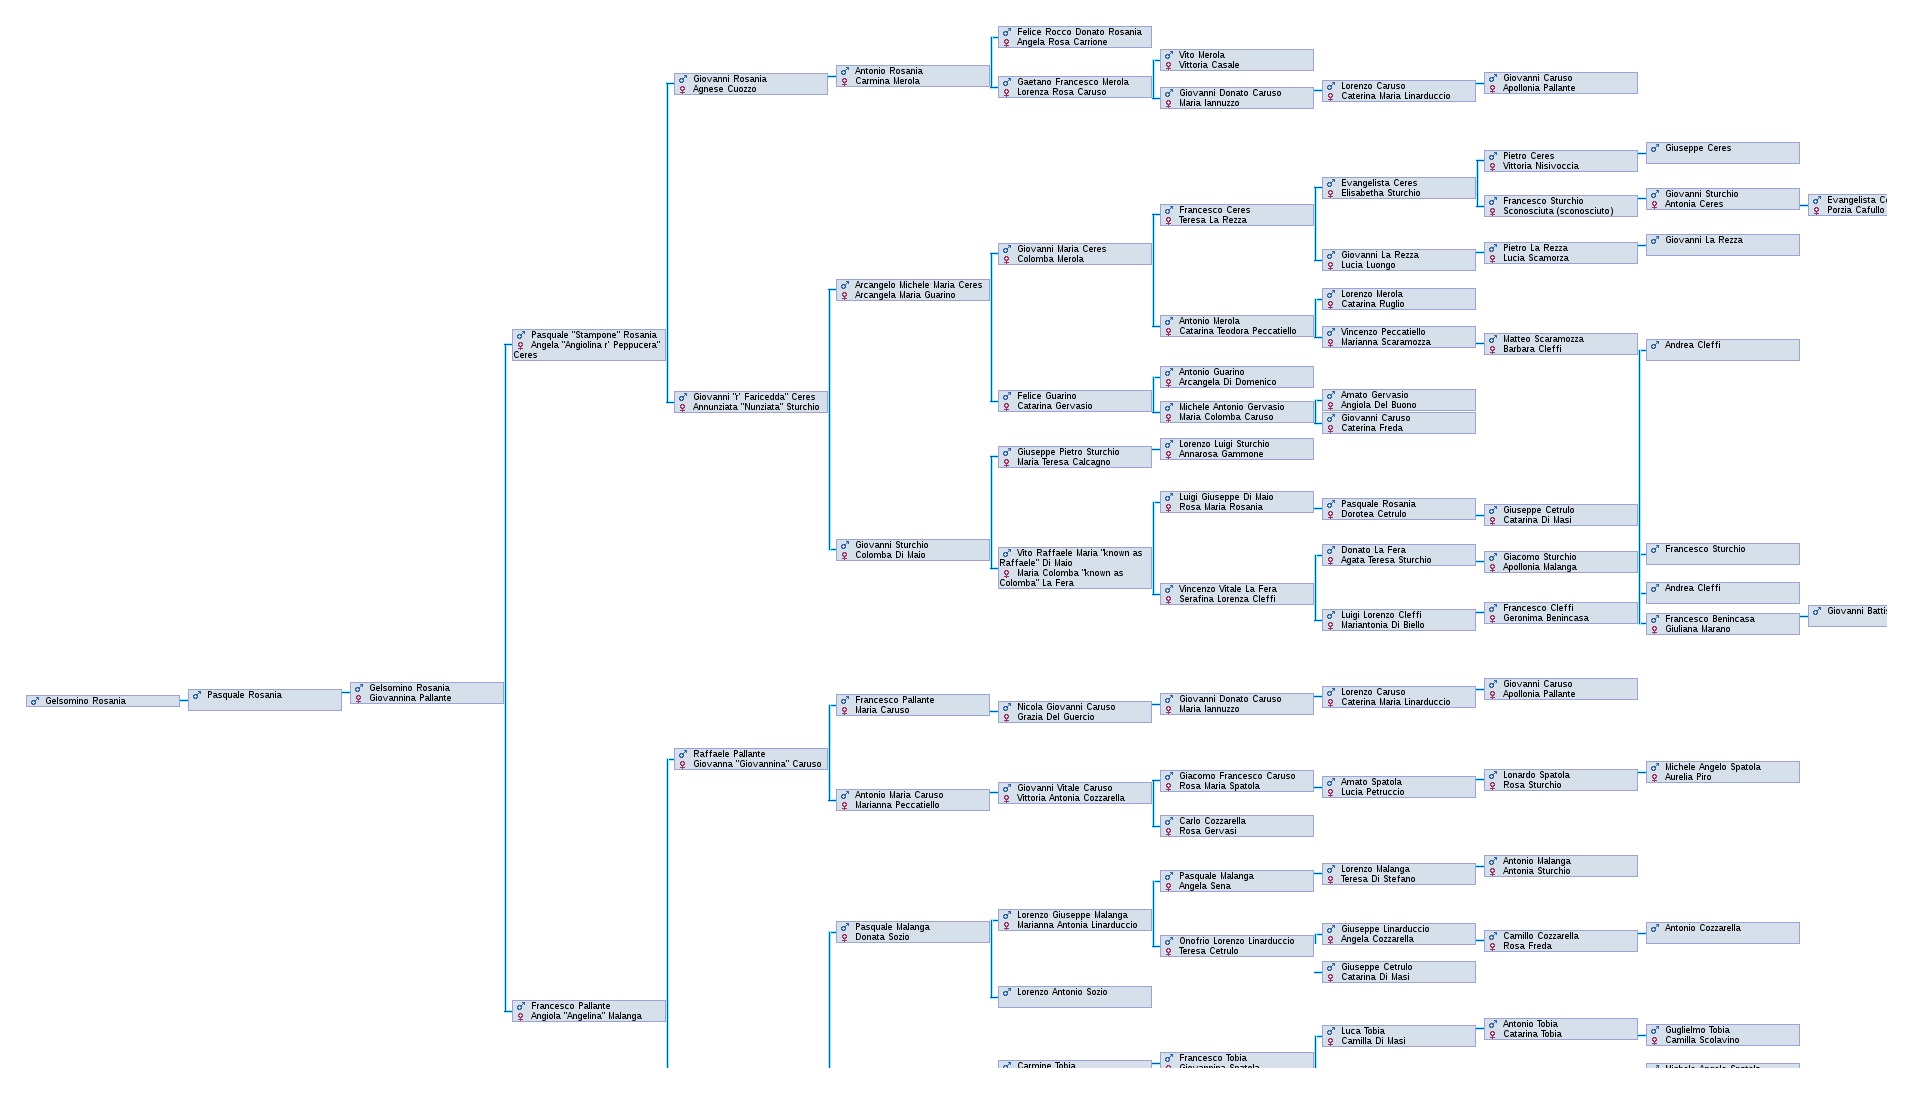 Gelsomino Rosania
Pasquale Rosania
Gelsomino Rosania
Giovannina Pallante
Pasquale "Stampone" Rosania
Angela "Angiolina r' Peppucera"
Ceres
Francesco Pallante
Angiola "Angelina" Malanga
Giovanni Rosania
Agnese Cuozzo
Giovanni "r' Faricedda" Ceres
Annunziata "Nunziata" Sturchio
Raffaele Pallante
Giovanna "Giovannina" Caruso
Antonio Rosania
Carmina Merola
Arcangelo Michele Maria Ceres
Arcangela Maria Guarino
Giovanni Sturchio
Colomba Di Maio
Francesco Pallante
Maria Caruso
Antonio Maria Caruso
Marianna Peccatiello
Pasquale Malanga
Donata Sozio
Felice Rocco Donato Rosania
Angela Rosa Carrione
Gaetano Francesco Merola
Lorenza Rosa Caruso
Giovanni Maria Ceres
Colomba Merola
Felice Guarino
Catarina Gervasio
Giuseppe Pietro Sturchio
Maria Teresa Calcagno
Vito Raffaele Maria "known as
Raffaele" Di Maio
Maria Colomba "known as
Colomba" La Fera
Nicola Giovanni Caruso
Grazia Del Guercio
Giovanni Vitale Caruso
Vittoria Antonia Cozzarella
Lorenzo Giuseppe Malanga
Marianna Antonia Linarduccio
Lorenzo Antonio Sozio
Carmine Tobia
Vito Merola
Vittoria Casale
Giovanni Donato Caruso
Maria Iannuzzo
Francesco Ceres
Teresa La Rezza
Antonio Merola
Catarina Teodora Peccatiello
Antonio Guarino
Arcangela Di Domenico
Michele Antonio Gervasio
Maria Colomba Caruso
Lorenzo Luigi Sturchio
Annarosa Gammone
Luigi Giuseppe Di Maio
Rosa Maria Rosania
Vincenzo Vitale La Fera
Serafina Lorenza Cleffi
Giovanni Donato Caruso
Maria Iannuzzo
Giacomo Francesco Caruso
Rosa Maria Spatola
Carlo Cozzarella
Rosa Gervasi
Pasquale Malanga
Angela Sena
Onofrio Lorenzo Linarduccio
Teresa Cetrulo
Francesco Tobia
Giovannina Spatola
Lorenzo Caruso
Caterina Maria Linarduccio
Evangelista Ceres
Elisabetha Sturchio
Giovanni La Rezza
Lucia Luongo
Lorenzo Merola
Catarina Ruglio
Vincenzo Peccatiello
Marianna Scaramozza
Amato Gervasio
Angiola Del Buono
Giovanni Caruso
Caterina Freda
Pasquale Rosania
Dorotea Cetrulo
Donato La Fera
Agata Teresa Sturchio
Luigi Lorenzo Cleffi
Mariantonia Di Biello
Lorenzo Caruso
Caterina Maria Linarduccio
Amato Spatola
Lucia Petruccio
Lorenzo Malanga
Teresa Di Stefano
Giuseppe Linarduccio
Angela Cozzarella
Giuseppe Cetrulo
Catarina Di Masi
Luca Tobia
Camilla Di Masi
Giovanni Caruso
Apollonia Pallante
Pietro Ceres
Vittoria Nisivoccia
Francesco Sturchio
Sconosciuta (sconosciuto)
Pietro La Rezza
Lucia Scamorza
Matteo Scaramozza
Barbara Cleffi
Giuseppe Cetrulo
Catarina Di Masi
Giacomo Sturchio
Apollonia Malanga
Francesco Cleffi
Geronima Benincasa
Giovanni Caruso
Apollonia Pallante
Lonardo Spatola
Rosa Sturchio
Antonio Malanga
Antonia Sturchio
Camillo Cozzarella
Rosa Freda
Antonio Tobia
Catarina Tobia
Giuseppe Ceres
Giovanni Sturchio
Antonia Ceres
Giovanni La Rezza
Andrea Cleffi
Francesco Sturchio
Andrea Cleffi
Francesco Benincasa
Giuliana Marano
Michele Angelo Spatola
Aurelia Piro
Antonio Cozzarella
Guglielmo Tobia
Camilla Scolavino
Michele Angelo Spatola
Evangelista
Porzia Cafullo
Giovanni